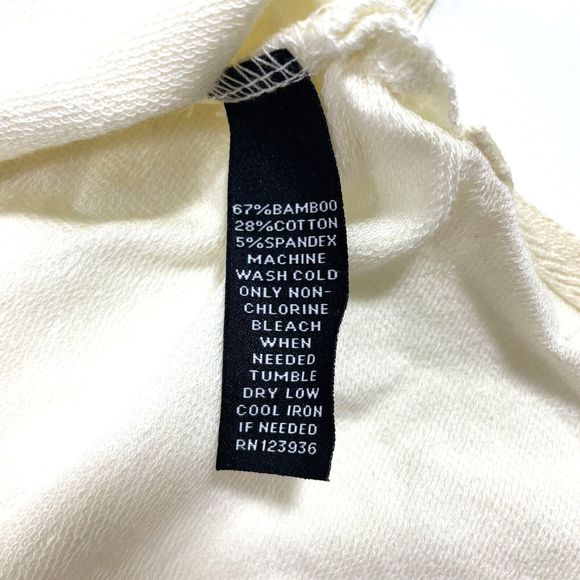 67%BAMBOO
28%COTTON
5%SPANDEX
MACHINE
WASH COLD
ONLY NON-
CHLORINE
BLEACH
WHEN
NEEDED
TUMBLE
DRY LOW
COOL IRON
IF NEEDED
RN123936